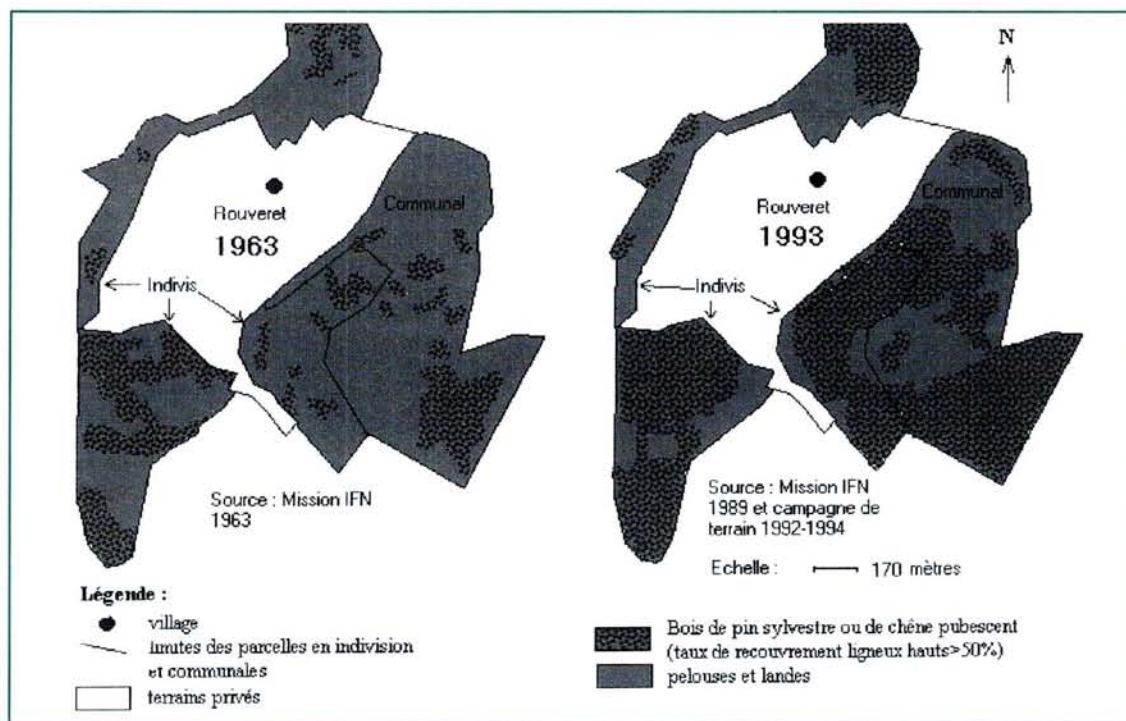 N
Communal
Rouveret
1963
Indivis
Source : Mission IFN
1963
Communal
Rouveret
1993
Indivis
Source : Mission IFN
1989 et campagne de
terrain 1992-1994
Echelle : 170 mètres
Légende :
village
limites des parcelles en indivision
et communales
terrains privés
Bois de pin sylvestre ou de chêne pubescent
(taux de recouvrement ligneux hauts>50%)
pelouses et landes